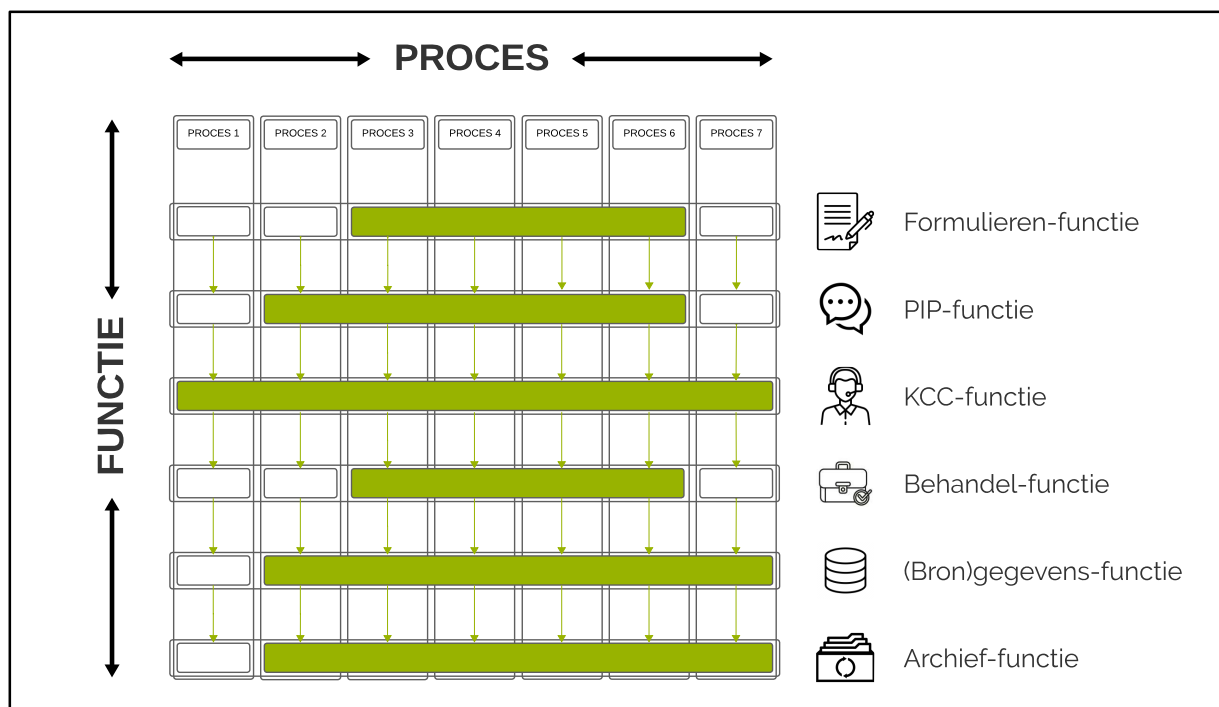 PROCES
PROCES 1
PROCES 2
PROCES 3
PROCES 4
PROCES 5
PROCES 6
PROCES 7
FUNCTIE
Formulieren-functie
PIP-functie
KCC-functie
Behandel-functie
(Bron)gegevens-functie
Archief-functie